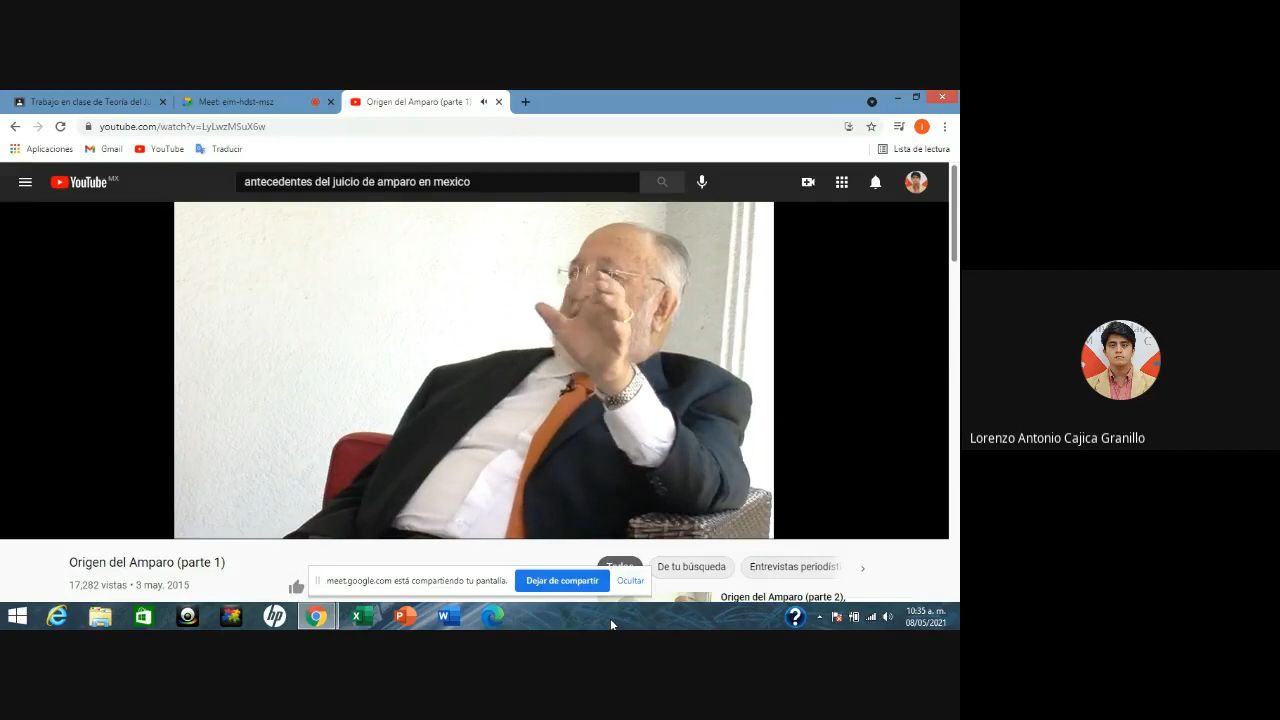 Trabajo en clase de Teoría del Ju
Meet: eim-hdst-msz
Origen del Amparo (parte 1)
youtube.com/watch?v=LyLwzMSuX6w
Aplicaciones
Gmail
YouTube
Traducir
Lista de lectura
YouTube MX
antecedentes del juicio de amparo en mexico
Origen del Amparo (parte 1)
17,282 vistas • 3 may. 2015
De tu búsqueda
Entrevistas periodísti
meet.google.com está compartiendo tu pantalla.
Dejar de compartir
Ocultar
Origen del Amparo (parte 2),
10:35 a. m.
08/05/2021
Lorenzo Antonio Cajica Granillo